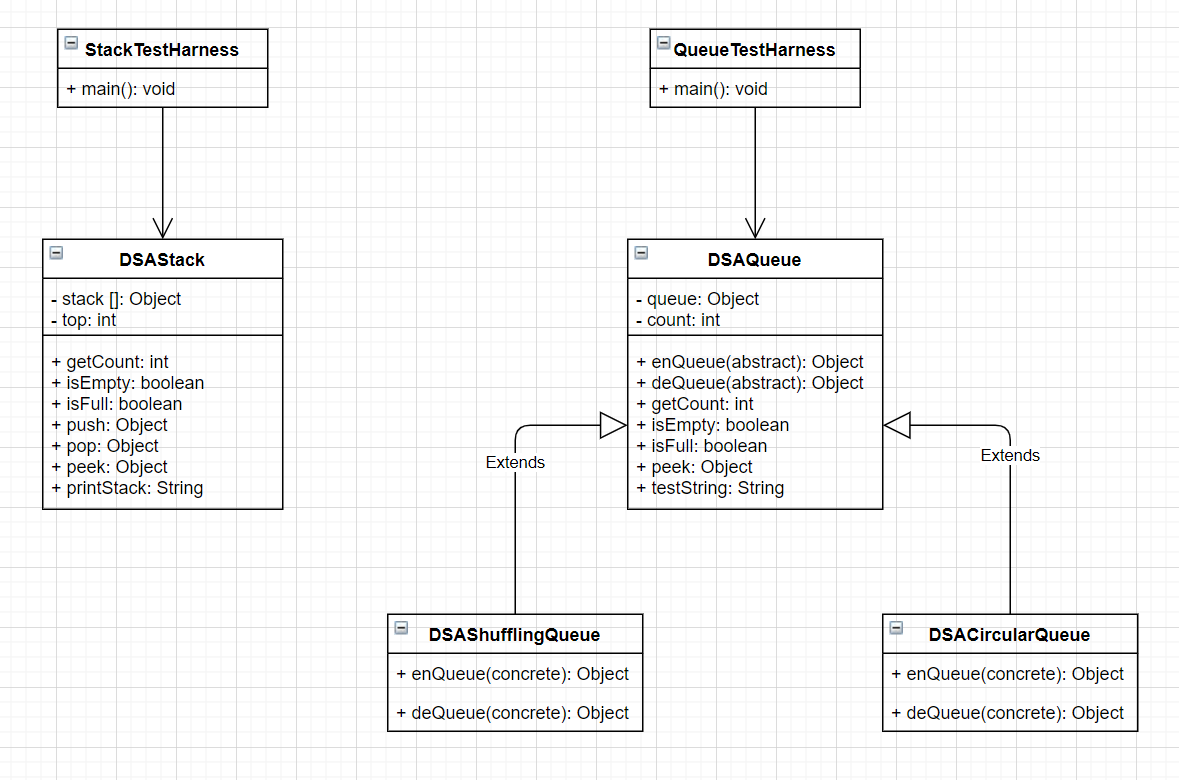 StackTestHarness
+ main(): void
QueueTestHarness
+ main(): void
DSAStack
- stack []: Object
- top: int
+ getCount: int
+ isEmpty: boolean
+ isFull: boolean
+ push: Object
+ pop: Object
+ peek: Object
+ printStack: String
DSAQueue
- queue: Object
- count: int
+ enQueue(abstract): Object
+ deQueue(abstract): Object
+ getCount: int
+ isEmpty: boolean
+ isFull: boolean
+ peek: Object
+ testString: String
Extends
Extends
DSAShufflingQueue
+ enQueue(concrete): Object
+ deQueue(concrete): Object
DSACircularQueue
+ enQueue(concrete): Object
+ deQueue(concrete): Object